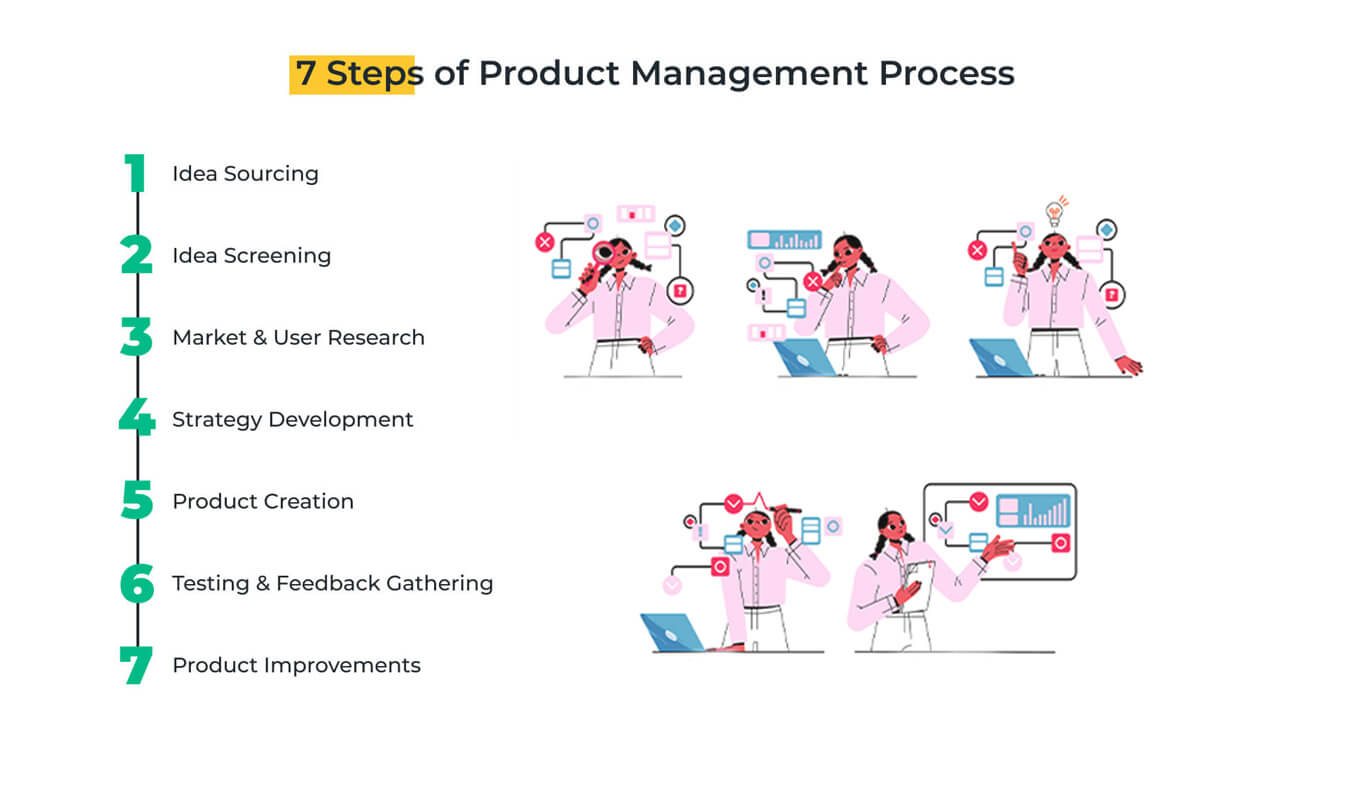 7 Steps of Product Management Process
1 Idea Sourcing
2 Idea Screening
3 Market & User Research
4 Strategy Development
5 Product Creation
6 Testing & Feedback Gathering
7 Product Improvements